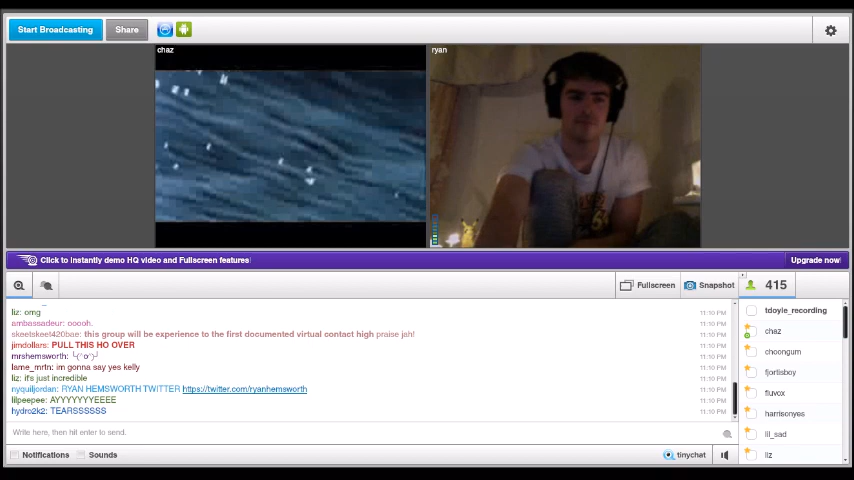 Start Broadcasting
Share
chaz
ryan
Click to instantly demo HQ video and Fullscreen features!
Upgrade now!
Fullscreen
Snapshot
415
liz: omg
ambasadeur: ooooh.
skeetskeet420bae: this group will be experience to the first documented virtual contact high praise jah!
jimdollars: PULL THIS HO OVER
mrshemsworth: ╰(^o^)╯
lame_mrtn: im gonna say yes kelly
liz: it's just incredible
nyquiljordan: RYAN HEMSWORTH TWITTER https://twitter.com/ryanhemsworth
lilpeepee: AYYYYYYYEEEE
hydro2k2: TEARSSSSSS
11:10 PM
11:10 PM
11:10 PM
11:10 PM
11:10 PM
11:10 PM
11:10 PM
11:10 PM
11:10 PM
11:10 PM
tdoyle_recording
chaz
choongum
fjortisboy
fluvox
harrisonyes
lil_sad
liz
Write here, then hit enter to send.
Notifications
Sounds
tinychat